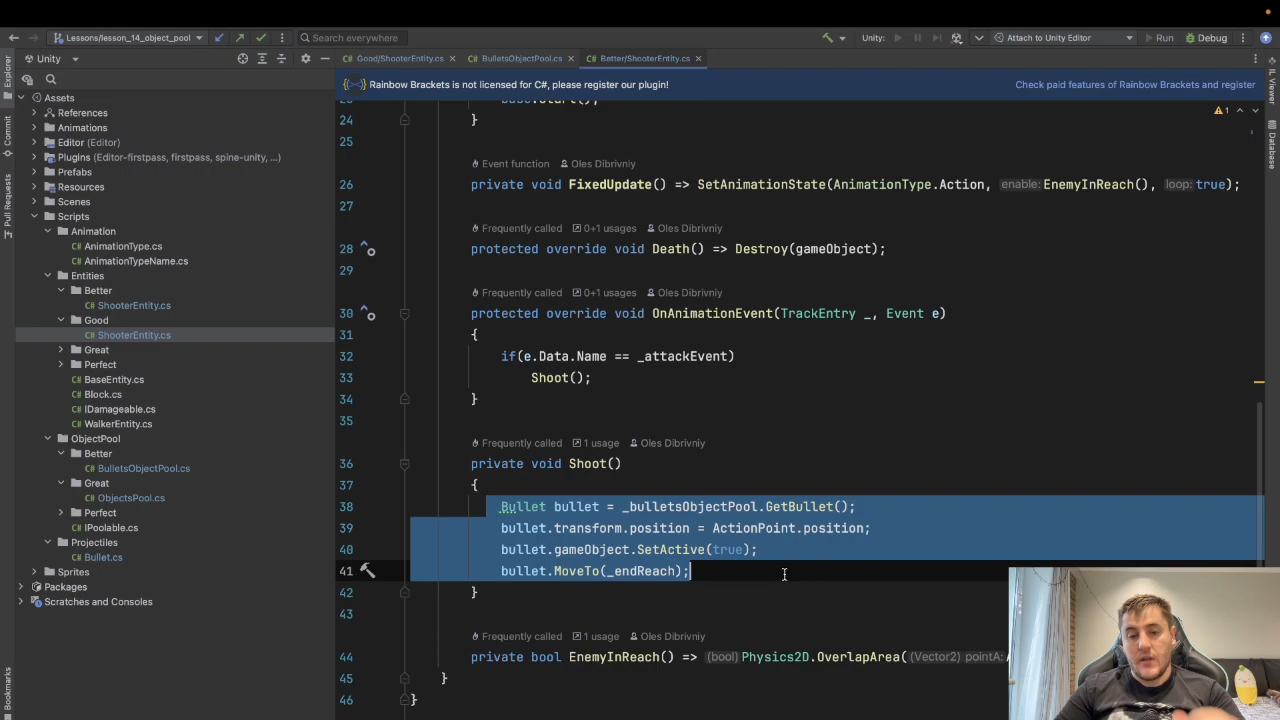 Lessons/lesson_14_object_pool
Search everywhere
Unity:
Attach to Unity Editor
Run
Debug
Unity
Good/ShooterEntity.cs
BulletsObjectPool.cs
Better/ShooterEntity.cs
Rainbow Brackets is not licensed for C#, please register our plugin!
Check paid features of Rainbow Brackets and register
Explorer
Commit
Pull Requests
Bookmarks
IL Viewer
Database
Assets
References
Animations
Editor (Editor)
Plugins (Editor-firstpass, firstpass, spine-unity, ...)
Prefabs
Resources
Scenes
Scripts
Animation
AnimationType.cs
AnimationTypeName.cs
Entities
Better
ShooterEntity.cs
Good
ShooterEntity.cs
Great
Perfect
BaseEntity.cs
Block.cs
IDamageable.cs
WalkerEntity.cs
ObjectPool
Better
BulletsObjectPool.cs
Great
ObjectsPool.cs
Perfect
IPoolable.cs
Projectiles
Bullet.cs
Sprites
Packages
Scratches and Consoles
1
24 }
25
Event function Oles Dibrivniy
26 private void FixedUpdate() => SetAnimationState(AnimationType.Action, enable: EnemyInReach(), loop: true);
27
Frequently called 0+1 usages Oles Dibrivniy
28 protected override void Death() => Destroy(gameObject);
29
Frequently called 0+1 usages Oles Dibrivniy
30 protected override void OnAnimationEvent(TrackEntry _, Event e)
31 {
32 if(e.Data.Name == _attackEvent)
33 Shoot();
34 }
35
Frequently called 1 usage Oles Dibrivniy
36 private void Shoot()
37 {
38 Bullet bullet = _bulletsObjectPool.GetBullet();
39 bullet.transform.position = ActionPoint.position;
40 bullet.gameObject.SetActive(true);
41 bullet.MoveTo(_endReach);
42 }
43
Frequently called 1 usage Oles Dibrivniy
44 private bool EnemyInReach() => (bool) Physics2D.OverlapArea( (Vector2) pointA:
45 }
46 }